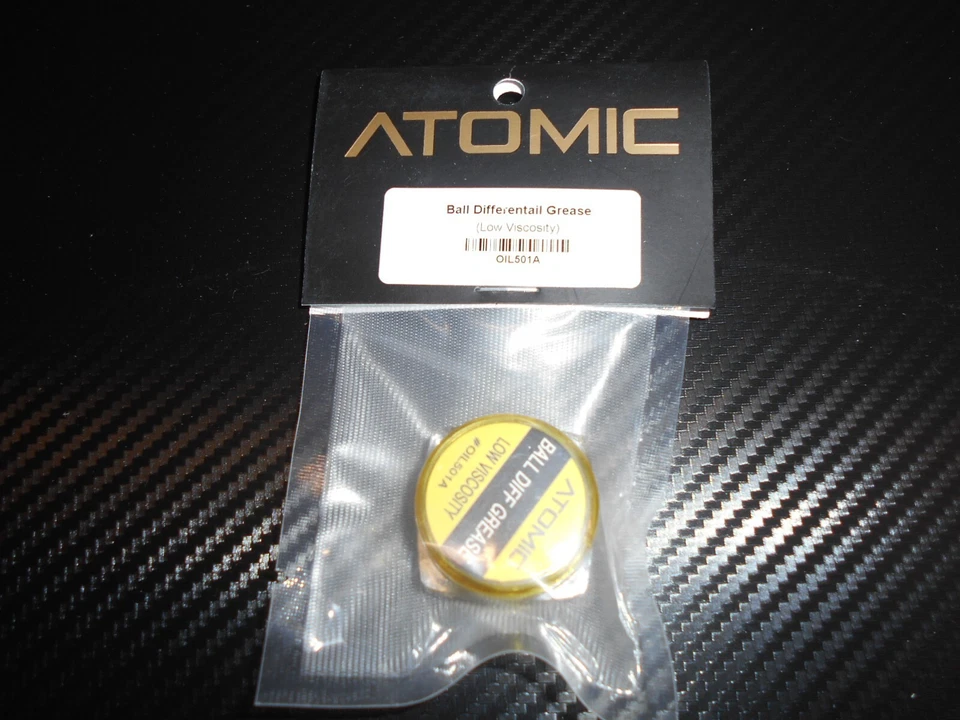 ATOMIC
Ball Differentail Grease
(Low Viscosity)
OIL501A
ATOMIC
BALL DIFF GREASE
LOW VISCOSITY
#OIL501A